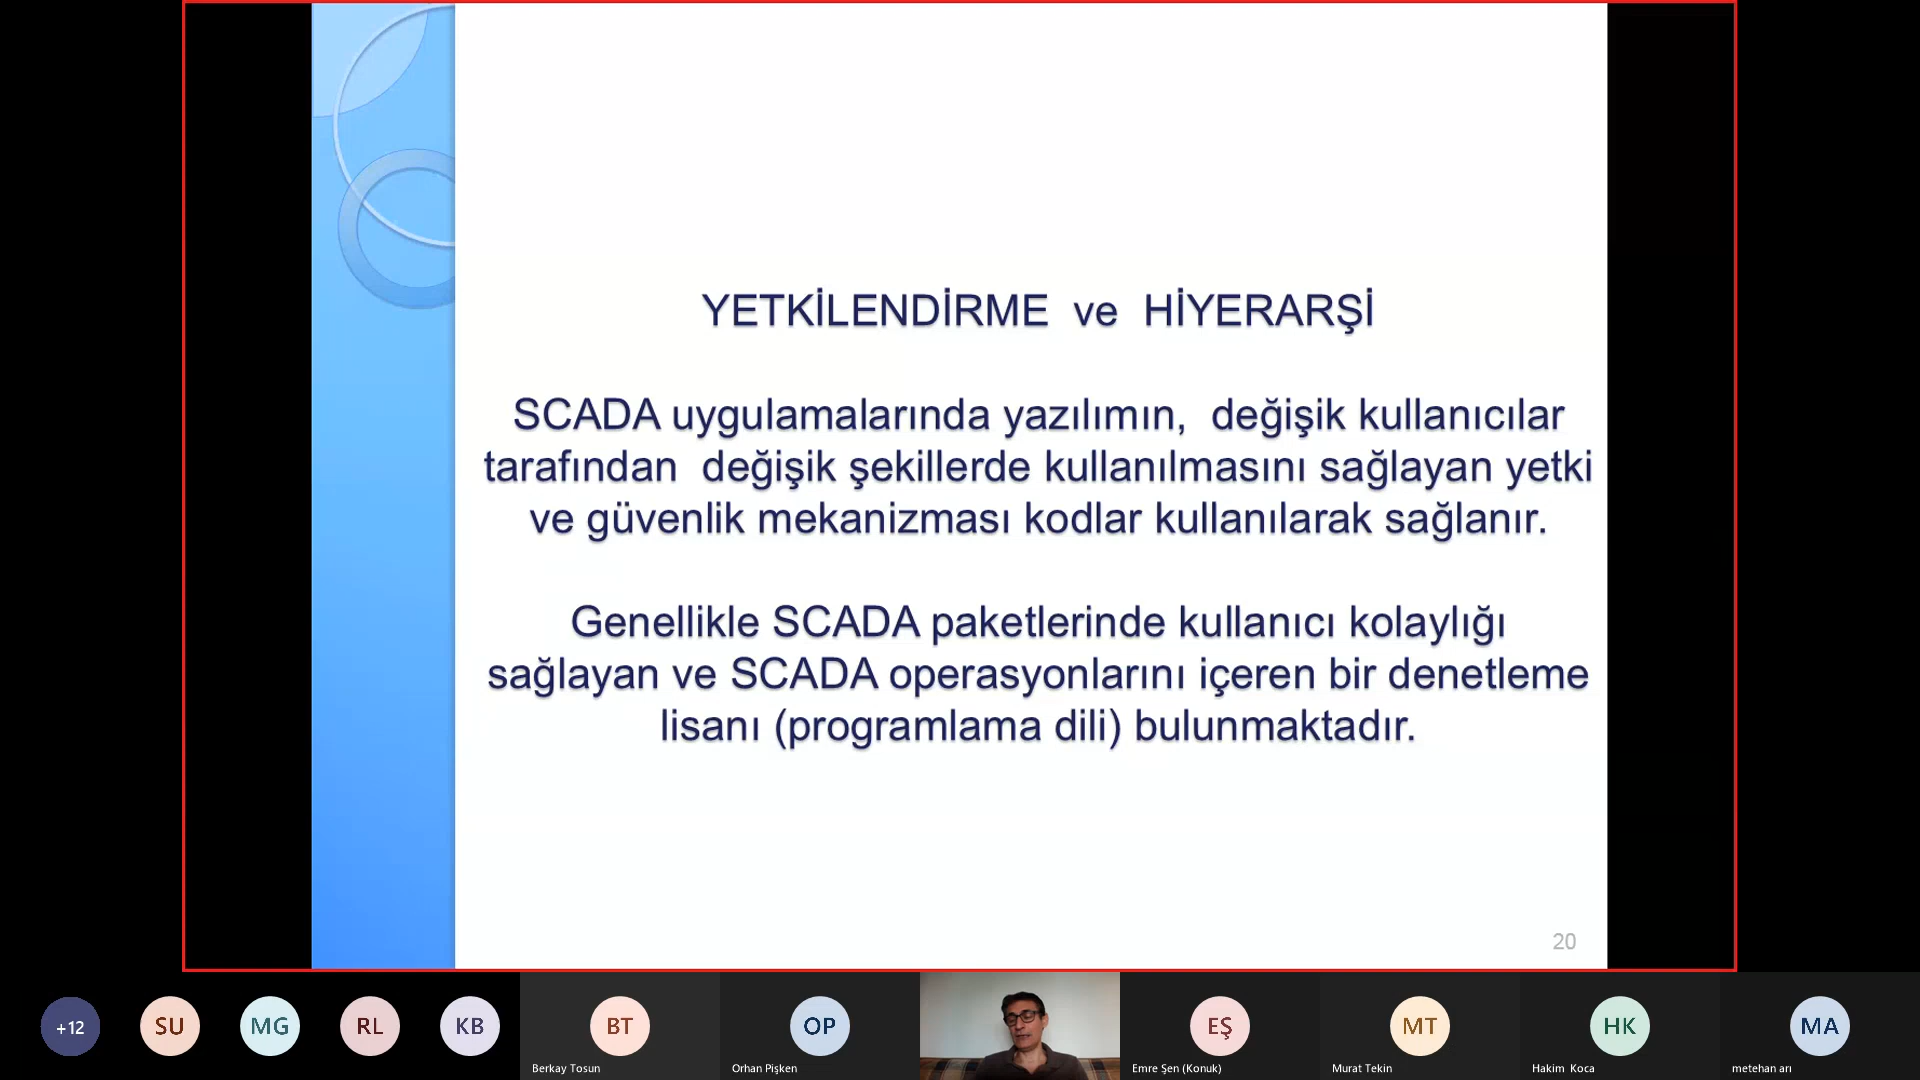 YETKİLENDİRME ve HİYERARŞİ
SCADA uygulamalarında yazılımın, değişik kullanıcılar
tarafından değişik şekillerde kullanılmasını sağlayan yetki
ve güvenlik mekanizması kodlar kullanılarak sağlanır.
Genellikle SCADA paketlerinde kullanıcı kolaylığı
sağlayan ve SCADA operasyonlarını içeren bir denetleme
lisanı (programlama dili) bulunmaktadır.
20
+12
SU
MG
RL
KB
BT
OP
EŞ
MT
HK
MA
Berkay Tosun
Orhan Pişken
Emre Şen (Konuk)
Murat Tekin
Hakim Koca
metehan arı